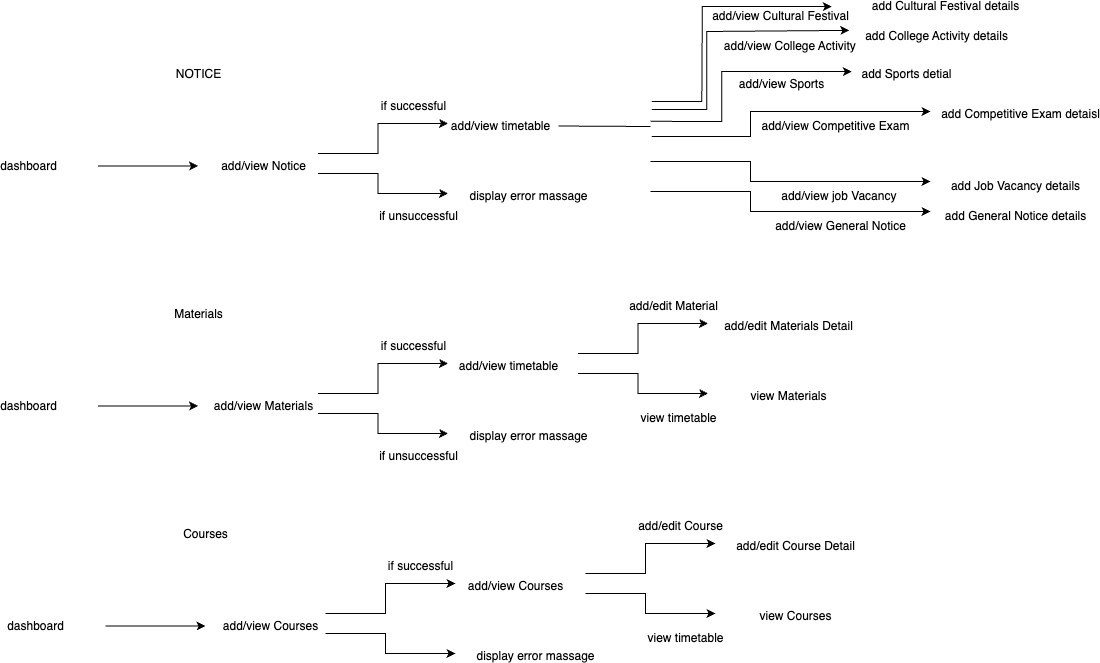 add/view Cultural Festival
add Cultural Festival details
add/view College Activity
add College Activity details
NOTICE
add/view Sports
add Sports detial
if successful
add/view timetable
add/view Competitive Exam
add Competitive Exam detaisl
dashboard
add/view Notice
display error massage
if unsuccessful
add/view job Vacancy
add Job Vacancy details
add/view General Notice
add General Notice details
Materials
add/edit Material
add/edit Materials Detail
if successful
add/view timetable
dashboard
add/view Materials
view Materials
view timetable
display error massage
if unsuccessful
Courses
add/edit Course
add/edit Course Detail
if successful
add/view Courses
dashboard
add/view Courses
view Courses
view timetable
display error massage